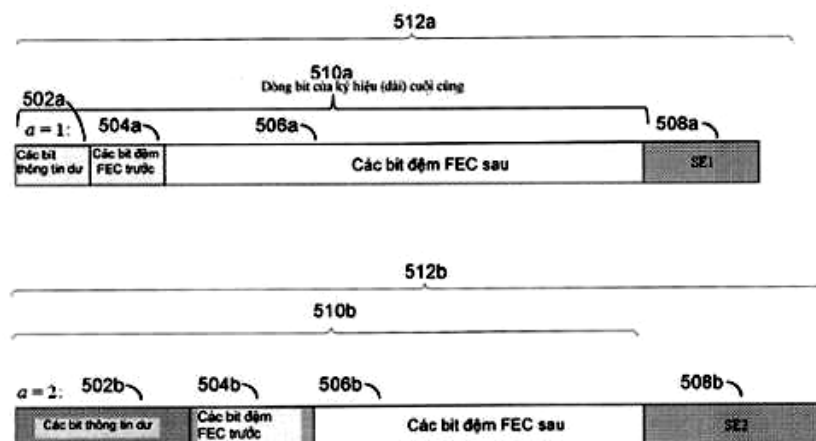 512a
510a
Dòng bit của ký hiệu (dài) cuối cùng
502a
a = 1:
504a
506a
508a
Các bit
thông tin dư
Các bit đệm
FEC trước
Các bit đệm FEC sau
SE1
512b
510b
a = 2:
502b
504b
506b
508b
Các bit thông tin dư
Các bit đệm
FEC trước
Các bit đệm FEC sau
SE2